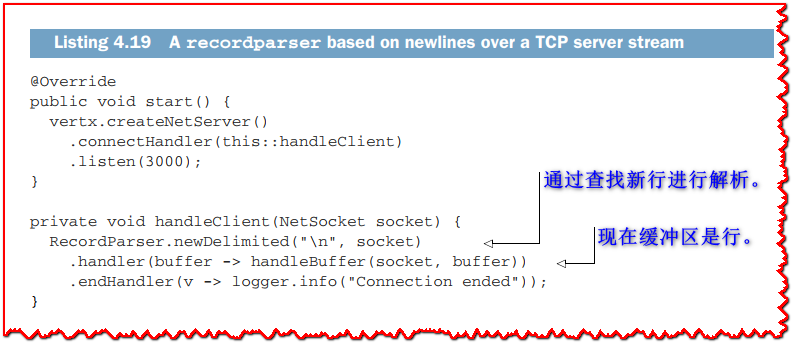 Listing 4.19 A recordparser based on newlines over a TCP server stream
@Override
public void start() {
  vertx.createNetServer()
    .connectHandler(this::handleClient)
    .listen(3000);
}
通过查找新行进行解析。
private void handleClient(NetSocket socket) {
  RecordParser.newDelimited("\n", socket)
现在缓冲区是行。
    .handler(buffer -> handleBuffer(socket, buffer))
    .endHandler(v -> logger.info("Connection ended"));
}